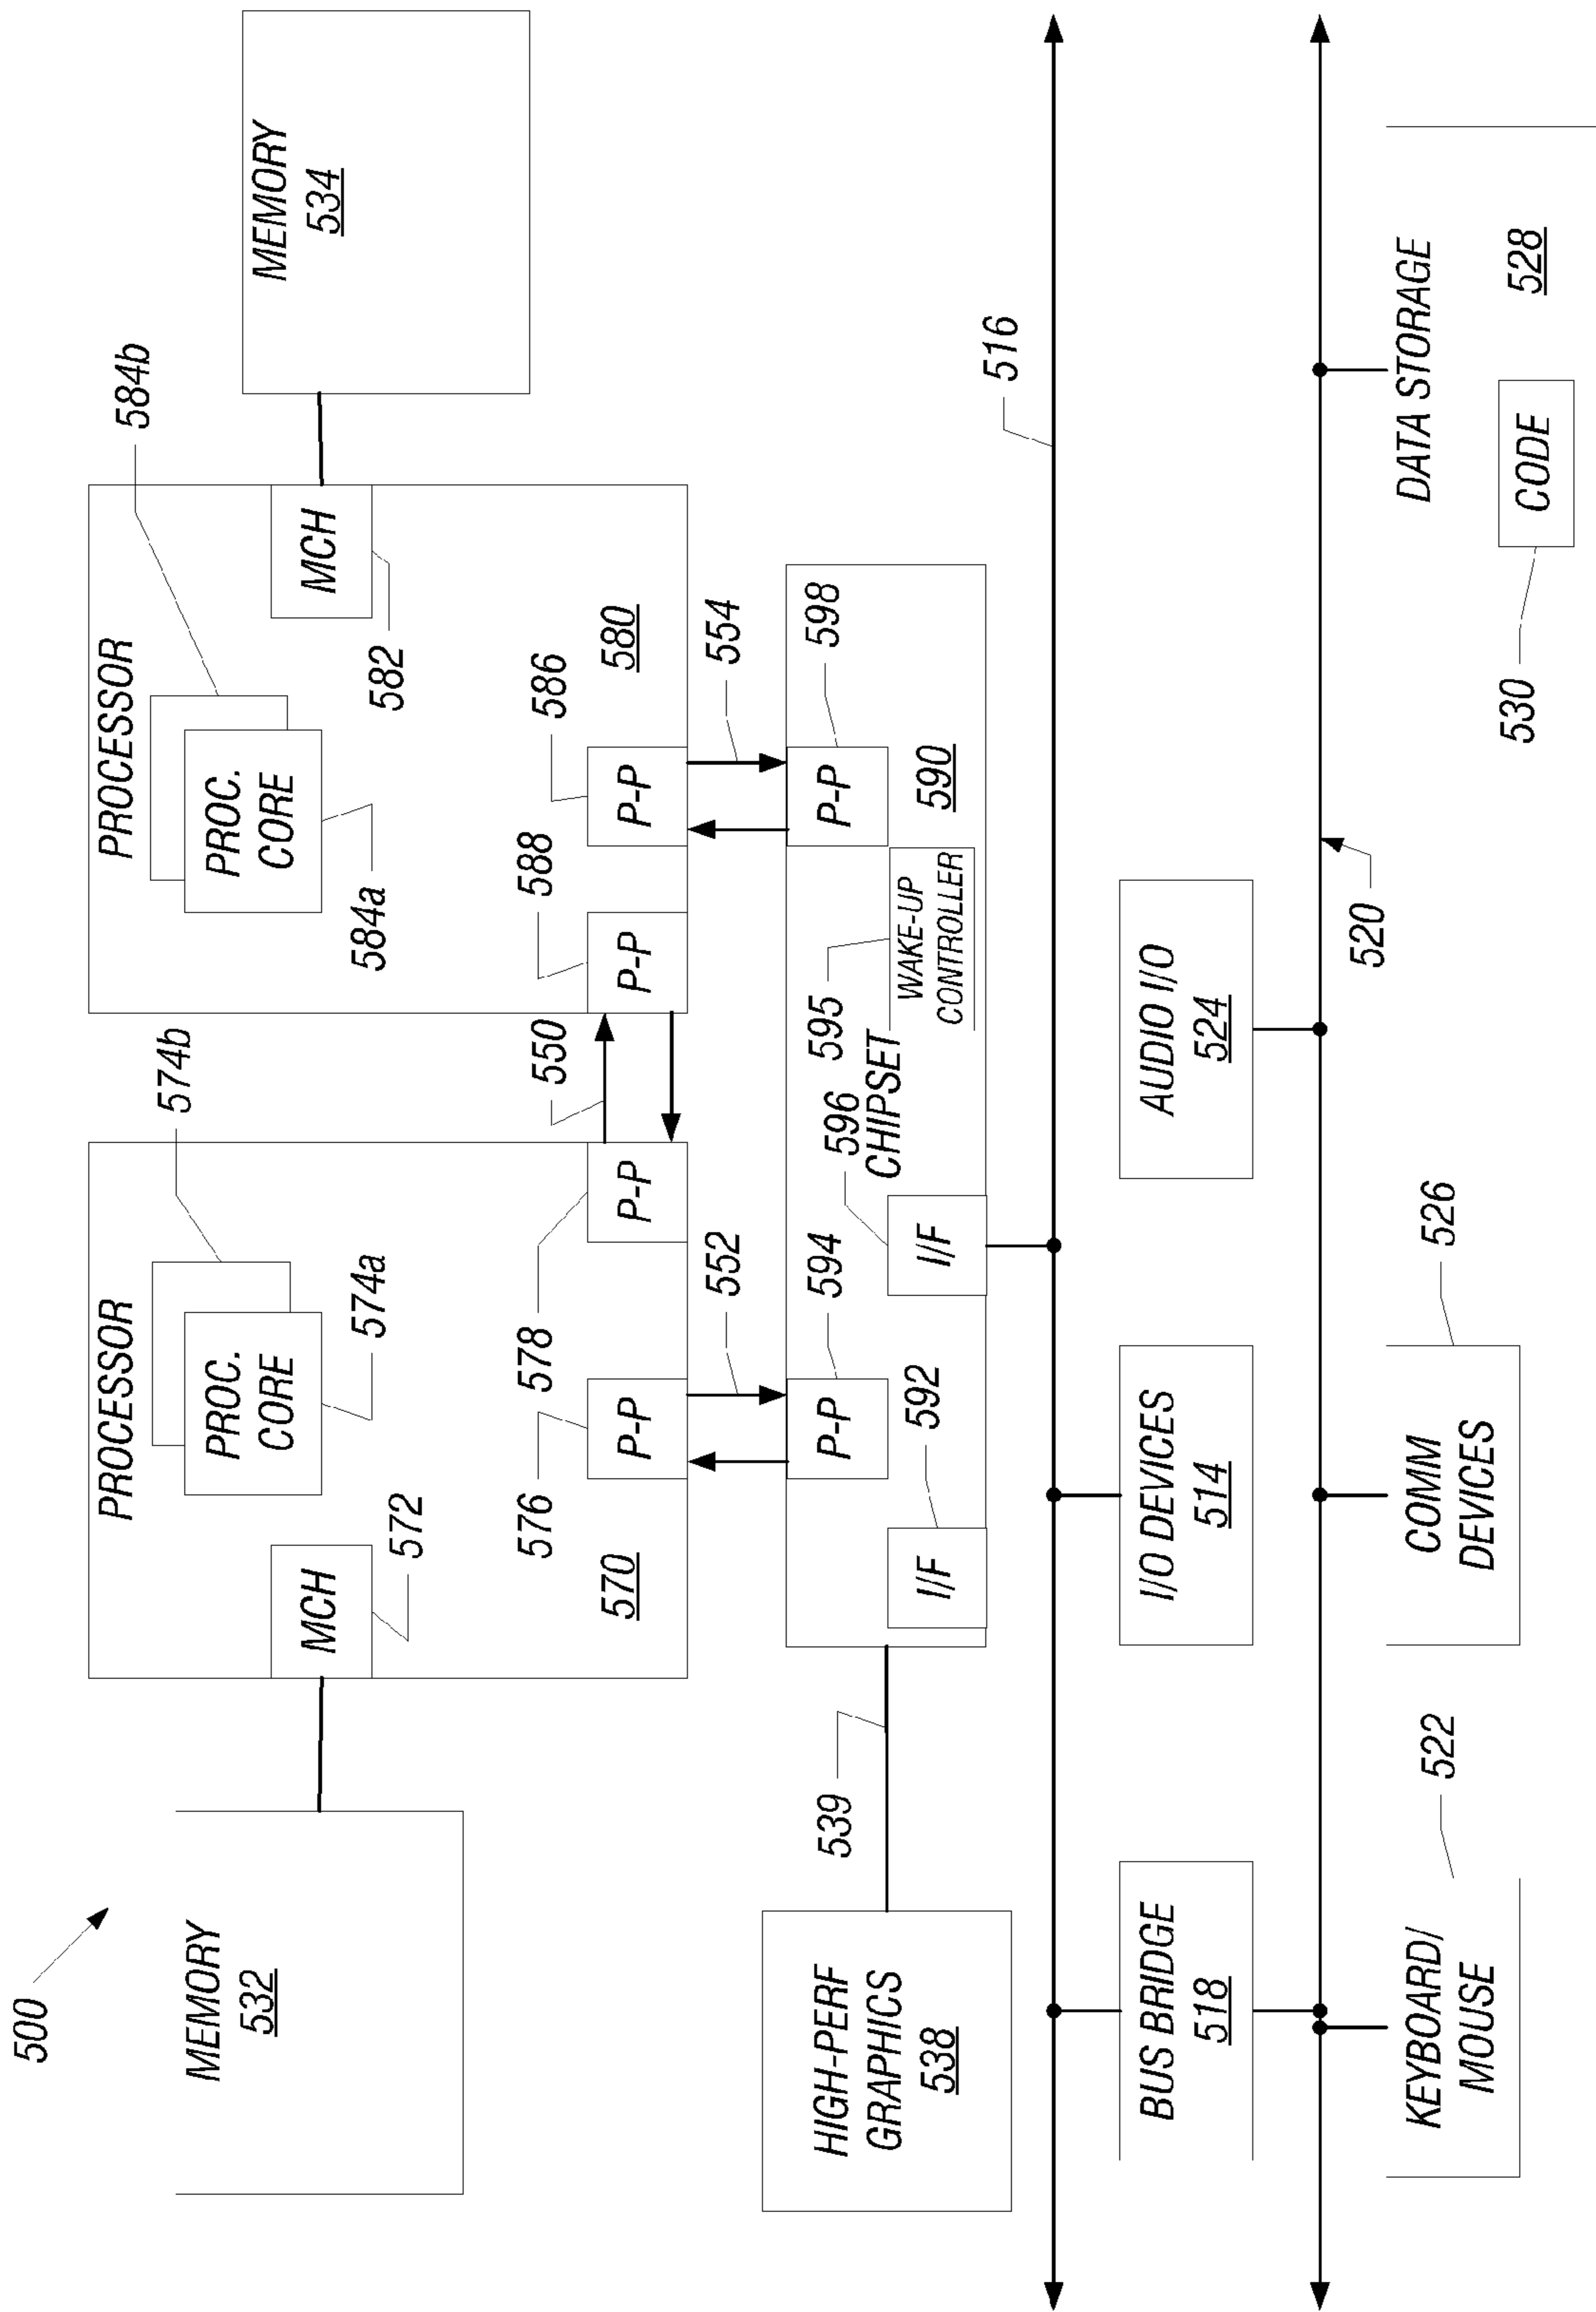 500
PROCESSOR
574b
PROCESSOR
584b
MEMORY
532
MCH
572
PROC.
CORE
574a
PROC.
CORE
584a
MCH
582
MEMORY
534
570
576
P-P
578
P-P
550
588
P-P
586
P-P
580
552
554
HIGH-PERF
GRAPHICS
538
539
P-P
594
I/F
592
596
CHIPSET
I/F
595
WAKE-UP
CONTROLLER
P-P
598
590
516
BUS BRIDGE
518
I/O DEVICES
514
AUDIO I/O
524
520
KEYBOARD/
MOUSE
522
COMM
DEVICES
526
DATA STORAGE
528
CODE
530